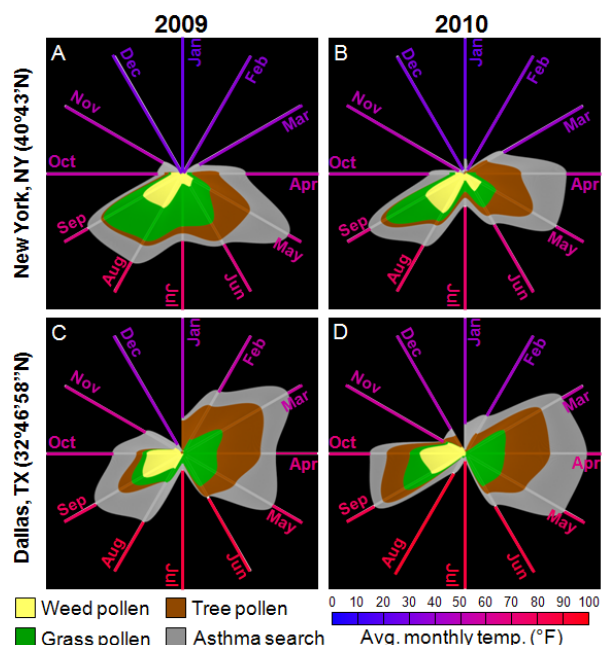 2009
2010
New York, NY (40º43’N)
Dallas, TX (32º46’58”N)
A
Jan
Feb
Mar
Apr
May
Jun
Jul
Aug
Sep
Oct
Nov
Dec
B
Jan
Feb
Mar
Apr
May
Jun
Jul
Aug
Sep
Oct
Nov
Dec
C
Jan
Feb
Mar
Apr
May
Jun
Jul
Aug
Sep
Oct
Nov
Dec
D
Jan
Feb
Mar
Apr
May
Jun
Jul
Aug
Sep
Oct
Nov
Dec
Weed pollen
Tree pollen
Grass pollen
Asthma search
0 10 20 30 40 50 60 70 80 90 100
Avg. monthly temp. (°F)